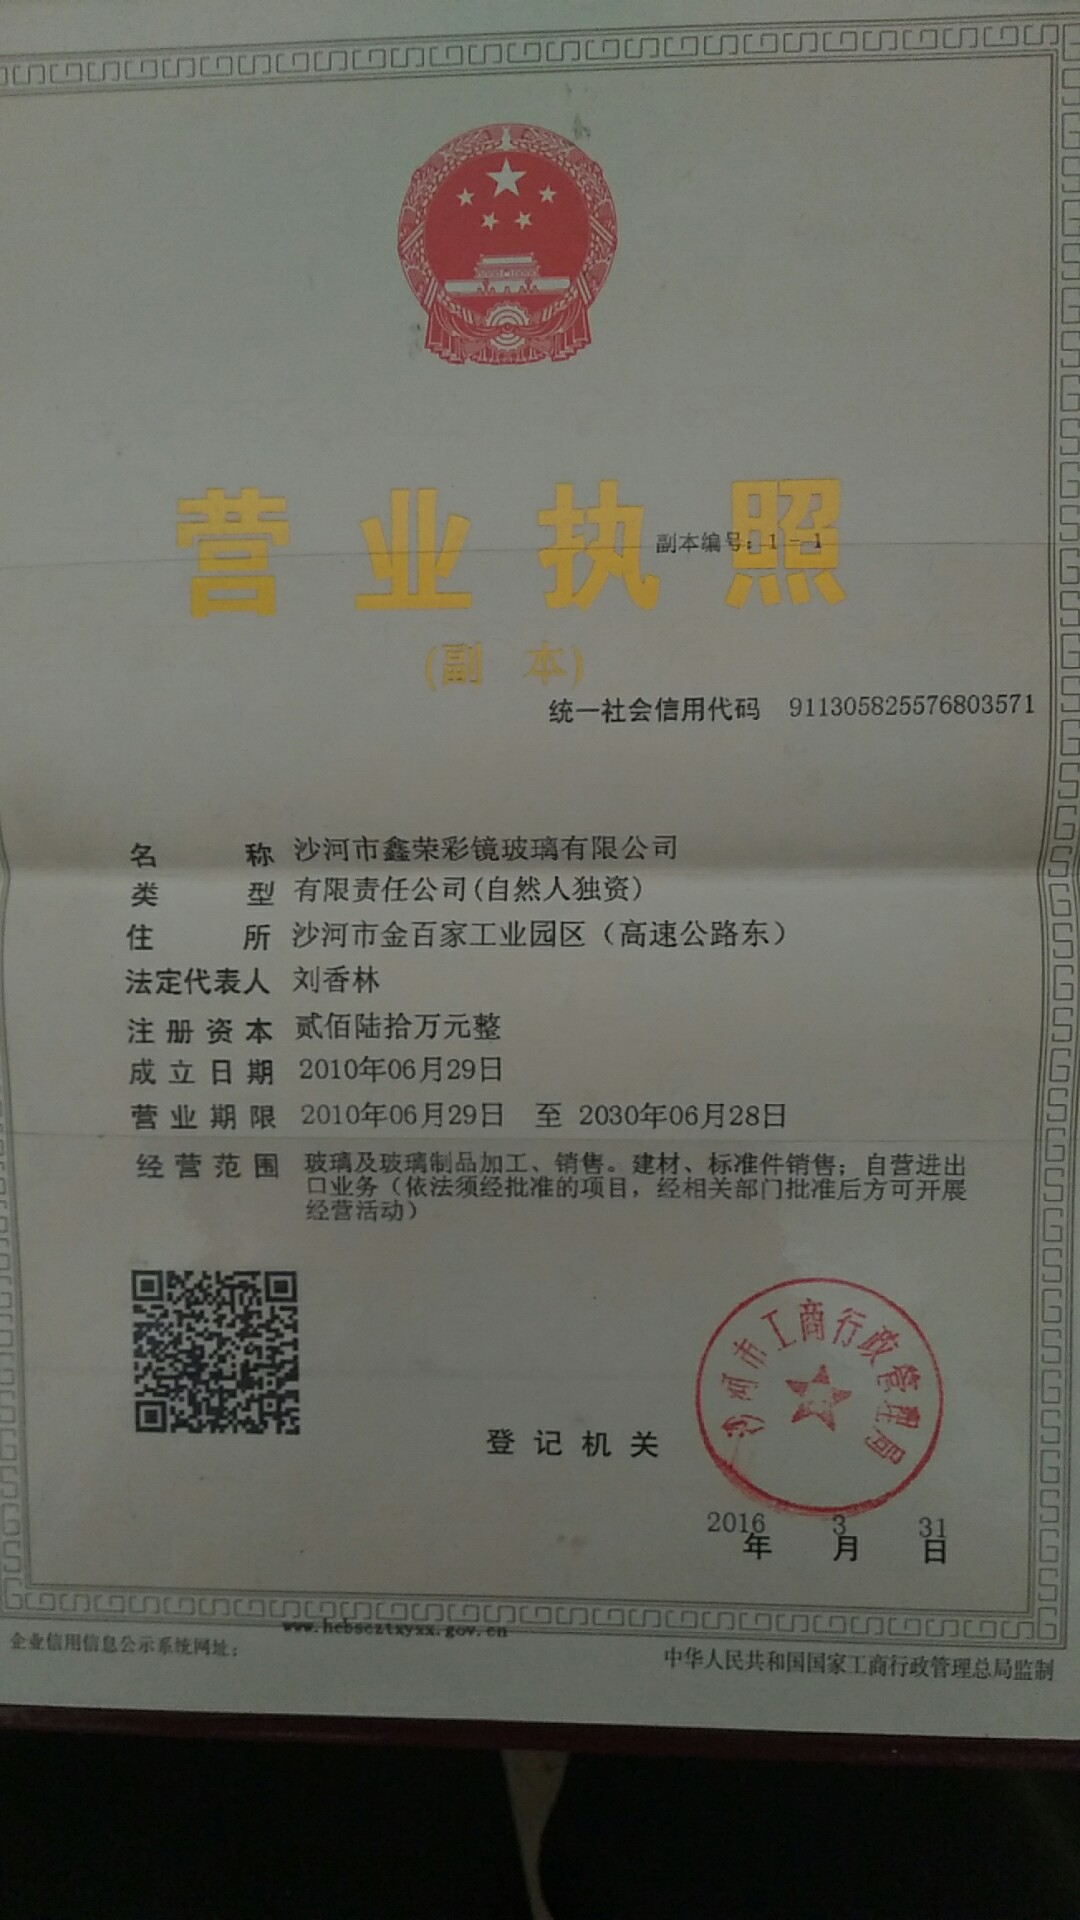 营业执照
副本编号：1-1
(副 本)
统一社会信用代码 911305825576803571
名 称 沙河市鑫荣彩镜玻璃有限公司
类 型 有限责任公司(自然人独资)
住 所 沙河市金百家工业园区（高速公路东）
法定代表人 刘香林
注册资本 贰佰陆拾万元整
成立日期 2010年06月29日
营业期限 2010年06月29日 至 2030年06月28日
经营范围 玻璃及玻璃制品加工、销售。建材、标准件销售；自营进出
口业务（依法须经批准的项目，经相关部门批准后方可开展
经营活动）
沙河市工商行政管理局
登记机关
2016年 3月 31日
www.hebscztxyxx.gov.cn
企业信用信息公示系统网址：
中华人民共和国国家工商行政管理总局监制